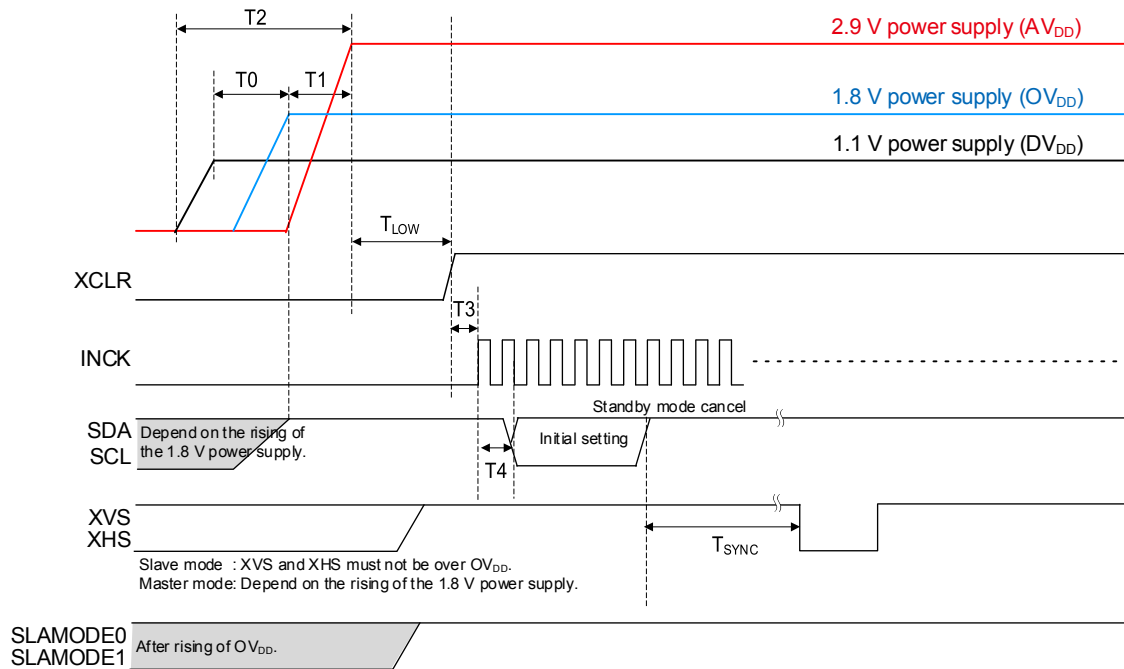 T2
2.9 V power supply (AVDD)
T0
T1
1.8 V power supply (OVDD)
1.1 V power supply (DVDD)
TLOW
XCLR
T3
INCK
Standby mode cancel
SDA
SCL
Depend on the rising of
the 1.8 V power supply.
Initial setting
T4
XVS
XHS
TSYNC
Slave mode : XVS and XHS must not be over OVDD.
Master mode: Depend on the rising of the 1.8 V power supply.
SLAMODE0
SLAMODE1
After rising of OVDD.